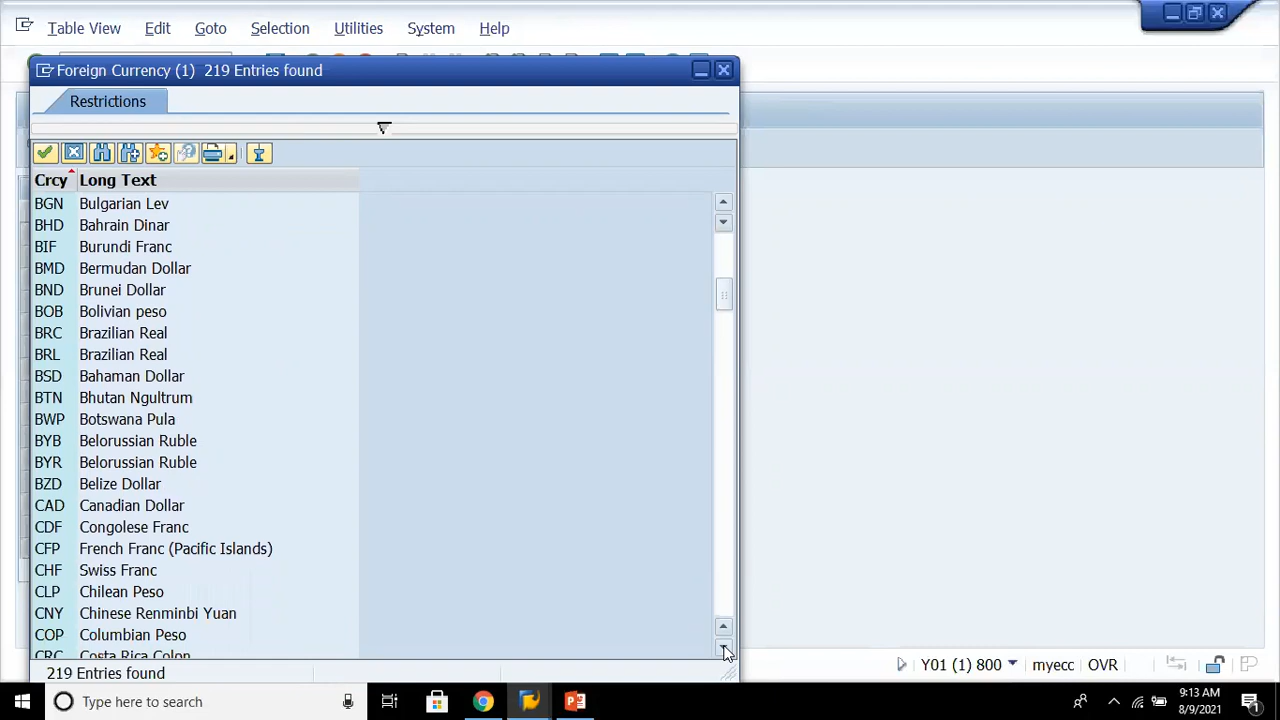 Table View Edit Goto Selection Utilities System Help
Foreign Currency (1) 219 Entries found
Restrictions
Crcy Long Text
BGN Bulgarian Lev
BHD Bahrain Dinar
BIF Burundi Franc
BMD Bermudan Dollar
BND Brunei Dollar
BOB Bolivian peso
BRC Brazilian Real
BRL Brazilian Real
BSD Bahaman Dollar
BTN Bhutan Ngultrum
BWP Botswana Pula
BYB Belorussian Ruble
BYR Belorussian Ruble
BZD Belize Dollar
CAD Canadian Dollar
CDF Congolese Franc
CFP French Franc (Pacific Islands)
CHF Swiss Franc
CLP Chilean Peso
CNY Chinese Renminbi Yuan
COP Columbian Peso
CRC Costa Rica Colon
219 Entries found
Y01 (1) 800 myecc OVR
Type here to search
9:13 AM
8/9/2021
1